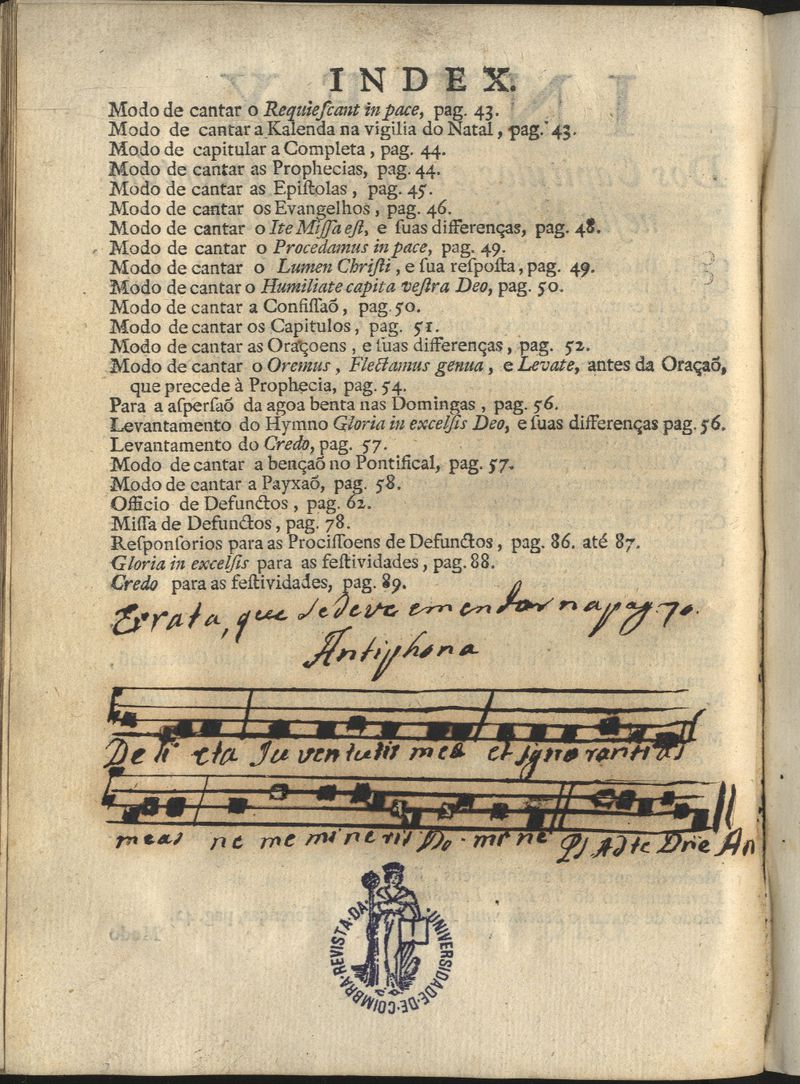 INDEX.
Modo de cantar o Requieſcant in pace, pag. 43.
Modo de cantar a Kalenda na vigilia do Natal, pag. 43.
Modo de capitular a Completa, pag. 44.
Modo de cantar as Prophecias, pag. 44.
Modo de cantar as Epiſtolas, pag. 45.
Modo de cantar os Evangelhos, pag. 46.
Modo de cantar o Ite Miſſa eſt, e ſuas differenças, pag. 48.
Modo de cantar o Procedamus in pace, pag. 49.
Modo de cantar o Lumen Chriſti, e ſua reſpoſta, pag. 49.
Modo de cantar o Humiliate capita veſtra Deo, pag. 50.
Modo de cantar a Confiſſaõ, pag. 50.
Modo de cantar os Capitulos, pag. 51.
Modo de cantar as Oraçoens, e ſuas differenças, pag. 52.
Modo de cantar o Oremus, Flectamus genua, e Levate, antes da Oraçaõ,
que precede à Prophecia, pag. 54.
Para a aſperſaõ da agoa benta nas Domingas, pag. 56.
Levantamento do Hymno Gloria in excelſis Deo, e ſuas differenças pag. 56.
Levantamento do Credo, pag. 57.
Modo de cantar a bençaõ no Pontifical, pag. 57.
Modo de cantar a Payxaõ, pag. 58.
Officio de Defunctos, pag. 62.
Miſſa de Defunctos, pag. 78.
Reſponſorios para as Prociſſoens de Defunctos, pag. 86. até 87.
Gloria in excelſis para as feſtividades, pag. 88.
Credo para as feſtividades, pag. 89.
Errata, que se deve emendar na pag. 70.
Antiphona
De li cta Ju ventutis mea et igno rantias
meas ne me mineris Do. mine Ps Ad te Dne An
REVISTA·DA·UNIVERSIDADE·DE·COIMBRA